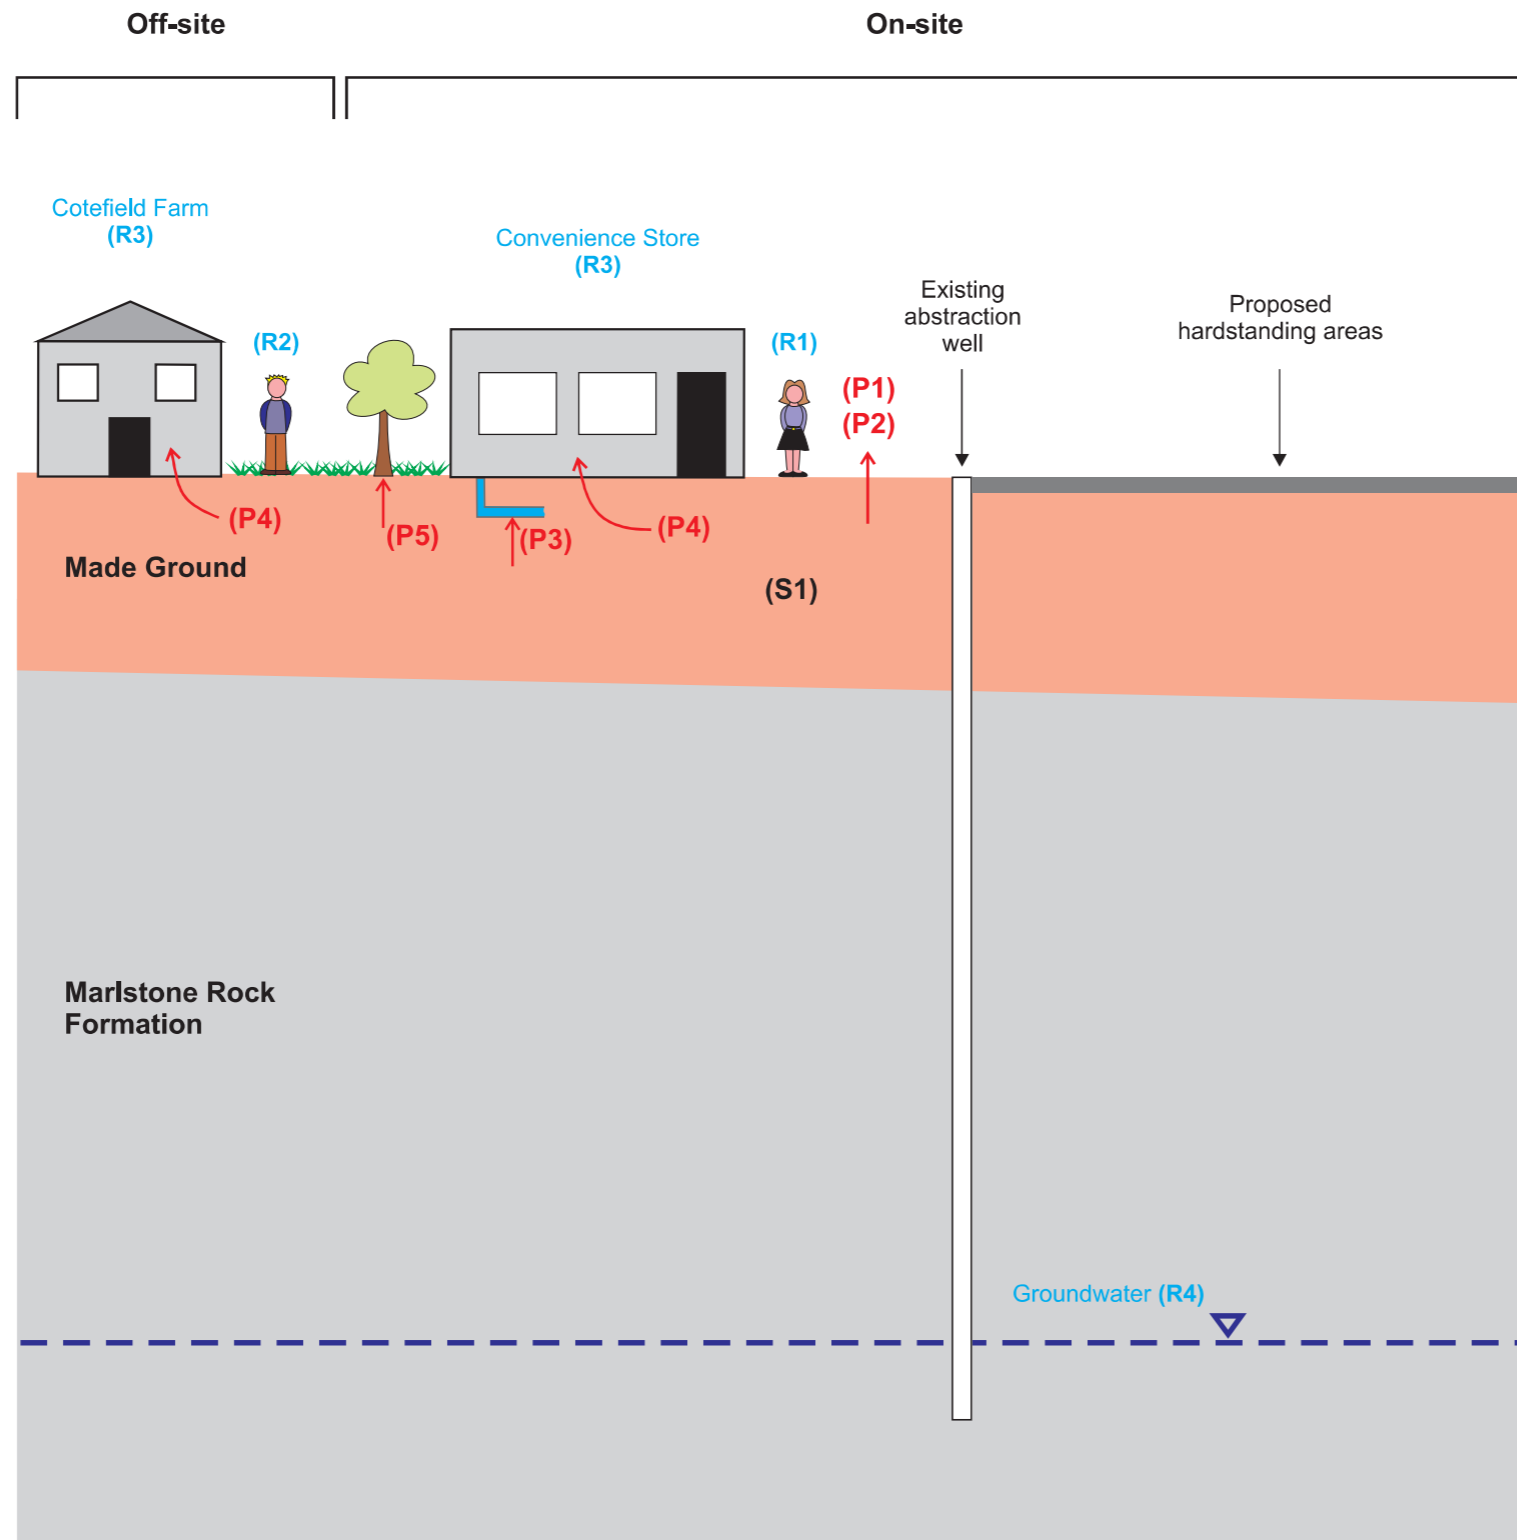 Off-site
On-site
Cotefield Farm
(R3)
Convenience Store
(R3)
(R2)
(R1)
Existing
abstraction
well
Proposed
hardstanding areas
(P1)
(P2)
(P4)
(P5)
(P3)
(P4)
Made Ground
(S1)
Marlstone Rock
Formation
Groundwater (R4)